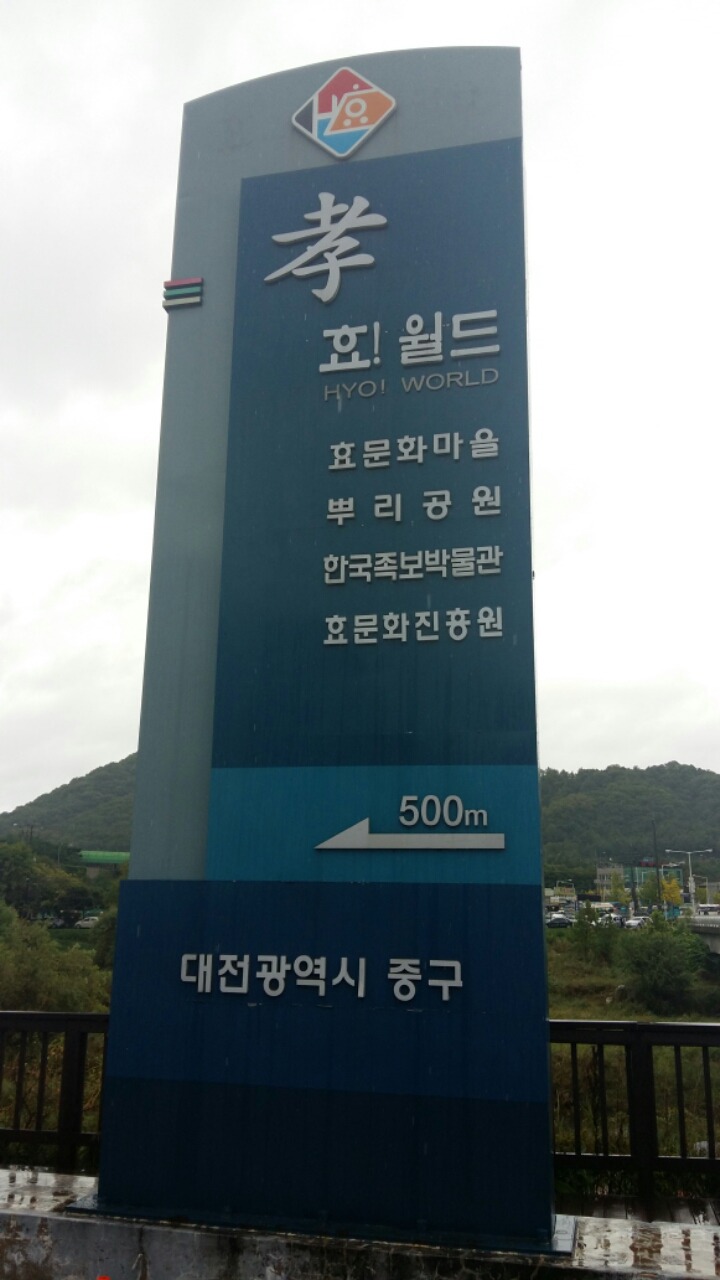 孝
효! 월드
HYO! WORLD
효문화마을
뿌리공원
한국족보박물관
효문화진흥원
500m
대전광역시 중구